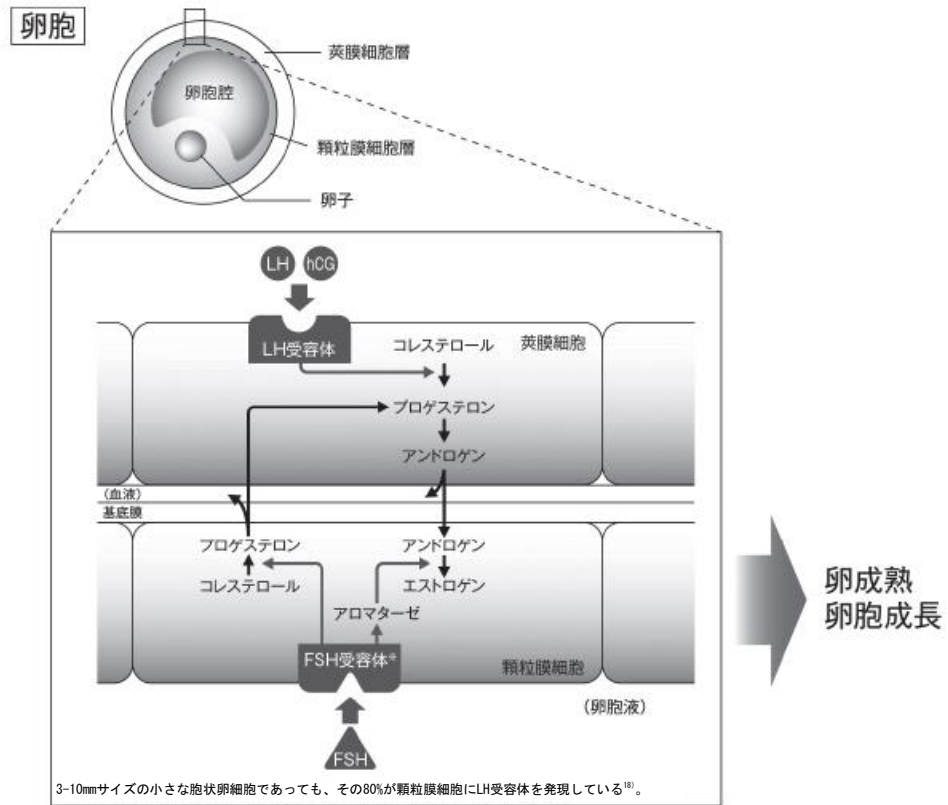 卵胞
莢膜細胞層
卵胞腔
顆粒膜細胞層
卵子
LH hCG
LH受容体
コレステロール
莢膜細胞
プロゲステロン
アンドロゲン
(血液)
基底膜
プロゲステロン
アンドロゲン
コレステロール
エストロゲン
アロマターゼ
FSH受容体※
顆粒膜細胞
(卵胞液)
FSH
卵成熟
卵胞成長
3-10mmサイズの小さな胞状卵細胞であっても、その80%が顆粒膜細胞にLH受容体を発現している18)。